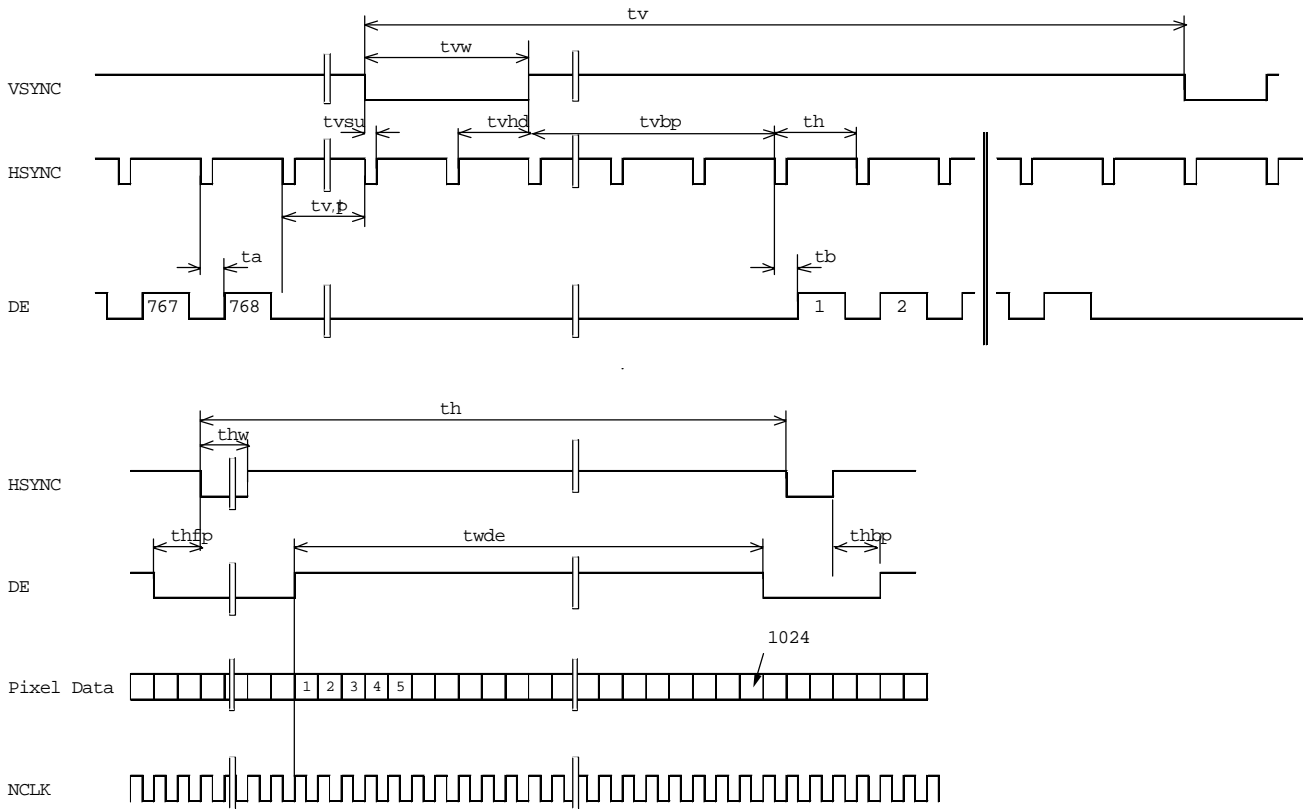 tv
tvw
VSYNC
tvsu
tvhd
tvbp
th
HSYNC
ta
tb
DE
767
768
1
2
th
thw
HSYNC
thfp
twde
thbp
DE
1024
Pixel Data
1 2 3 4 5
NCLK